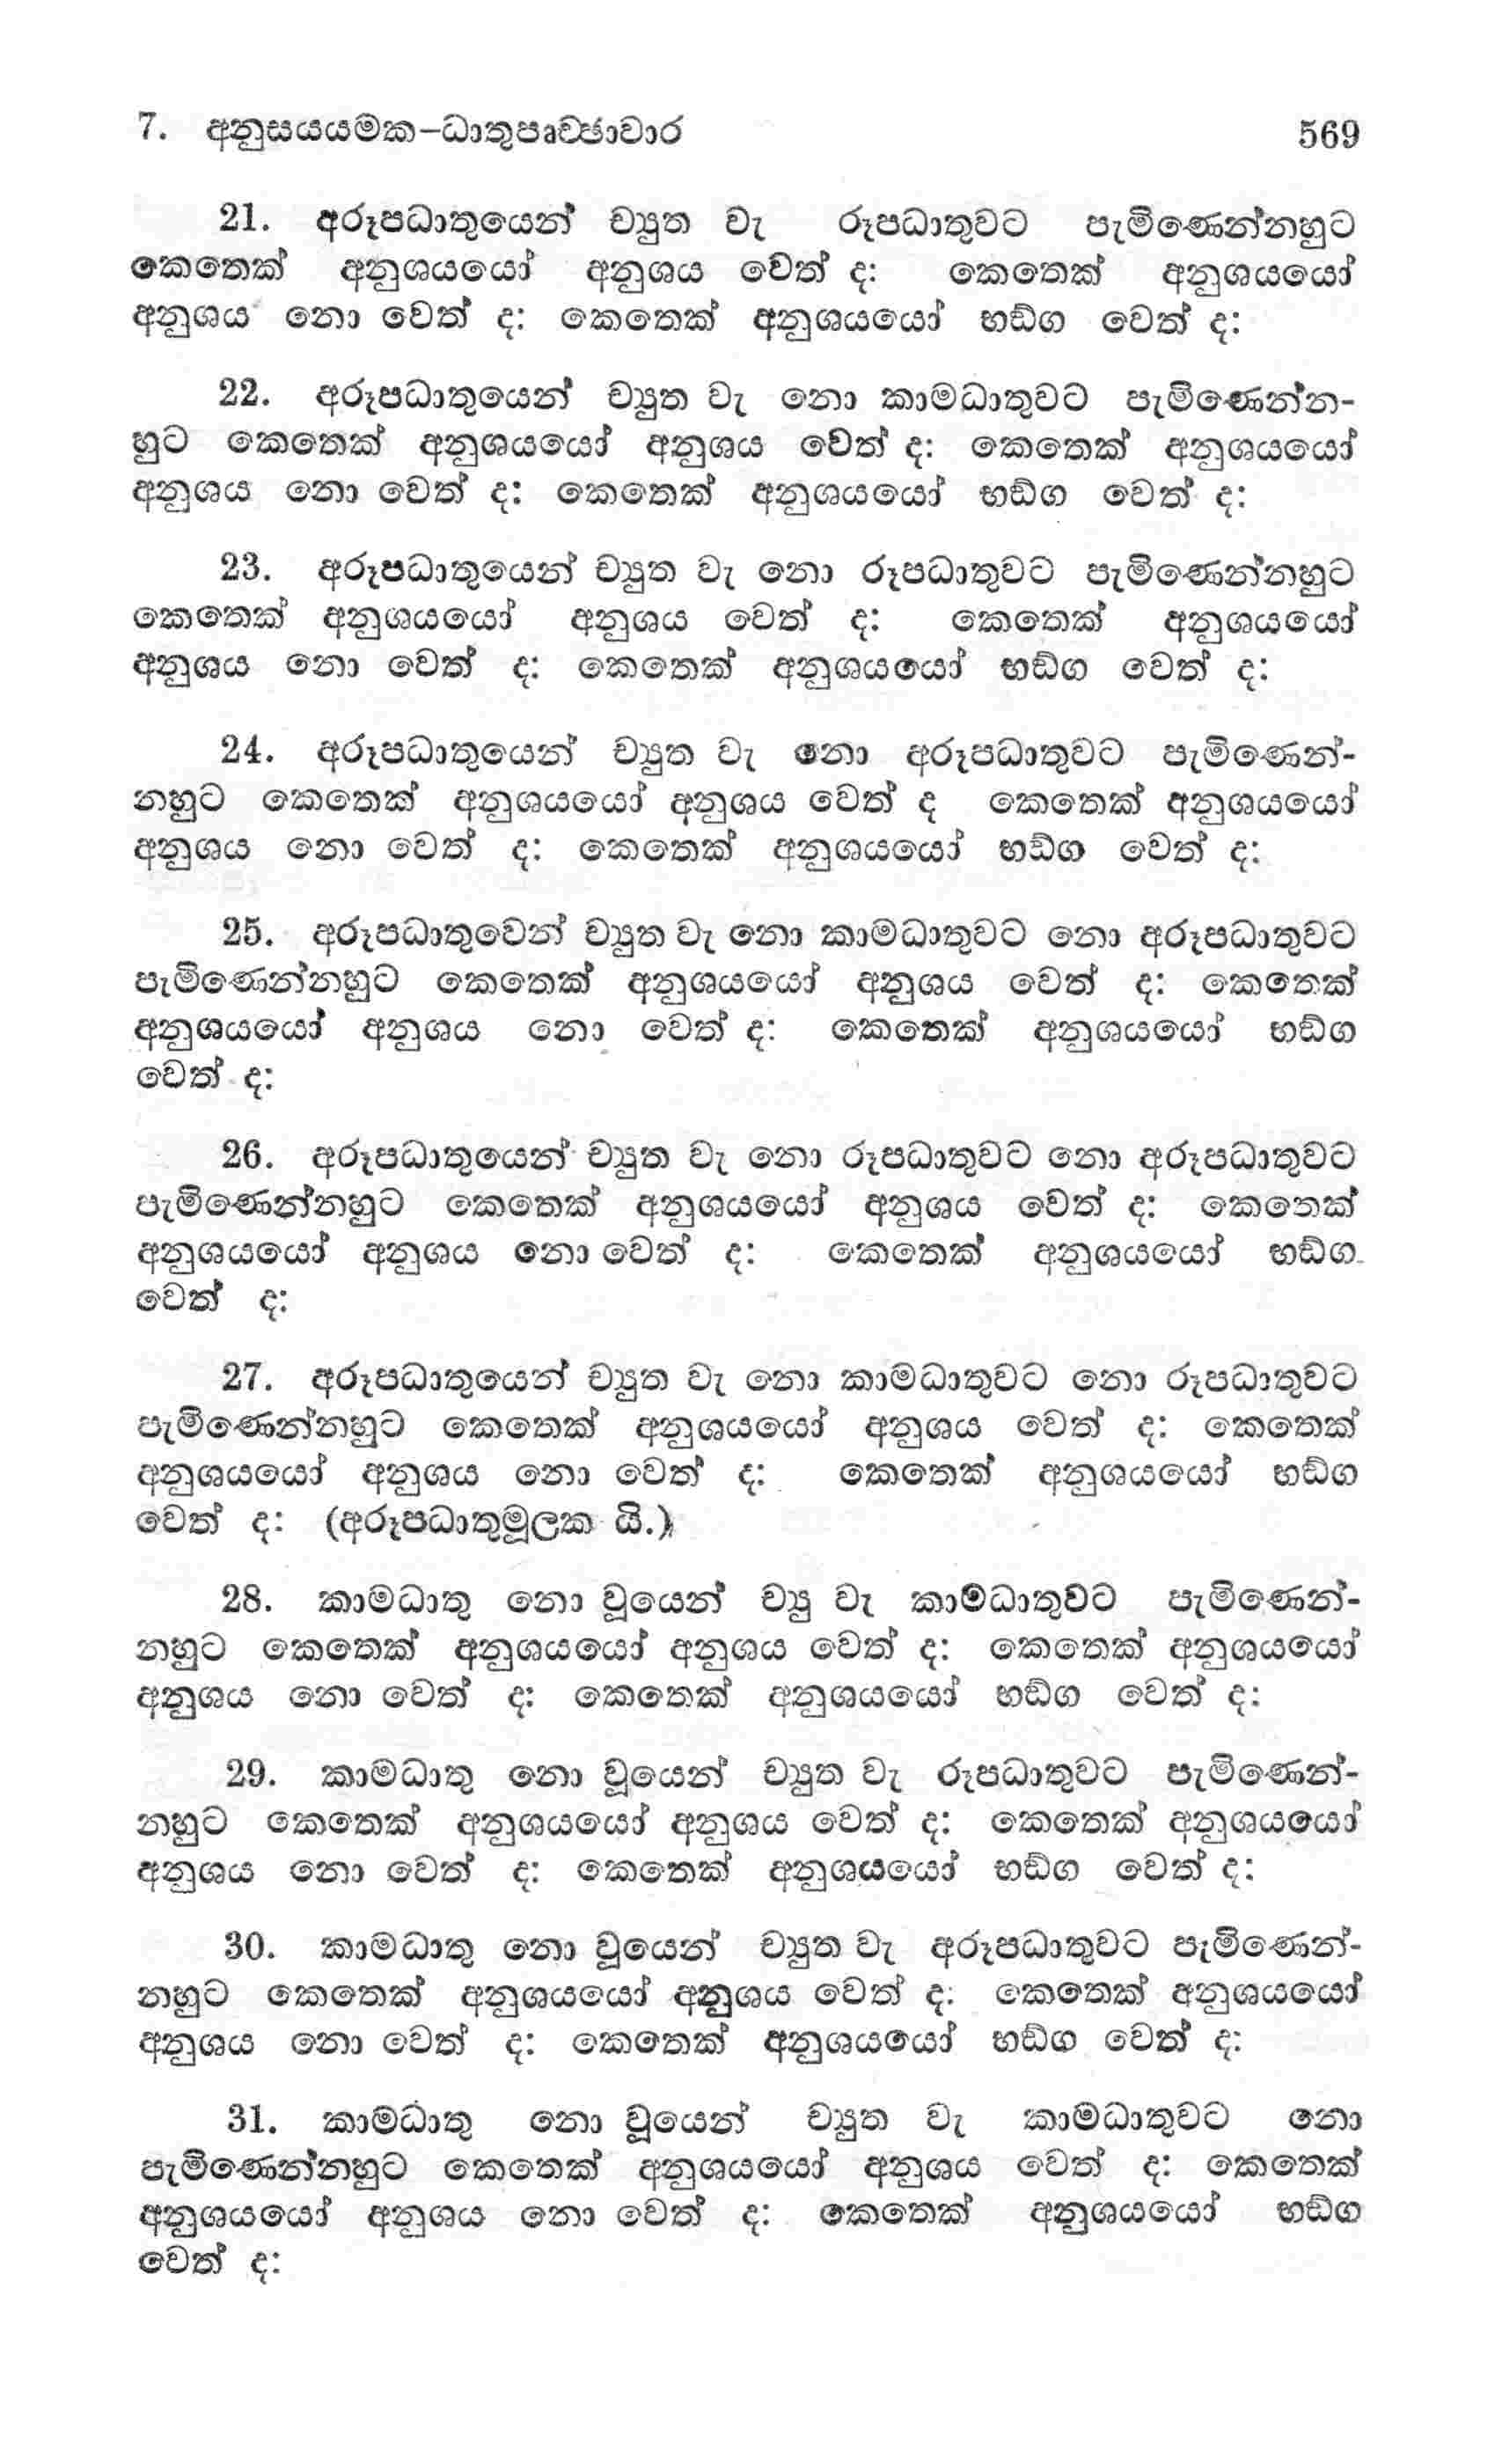 7. අනුසයයමක-ධාතුපෘච්ඡාවාර 569
21. අරූපධාතුයෙන් ච්‍යුත වැ රූපධාතුවට පැමිණෙන්නහුට
කෙතෙක් අනුශයයෝ අනුශය වෙත් ද: කෙතෙක් අනුශයයෝ
අනුශය නො වෙත් ද: කෙතෙක් අනුශයයෝ භඞ්ග වෙත් ද:
22. අරූපධාතුයෙන් ච්‍යුත වැ නො කාමධාතුවට පැමිණෙන්න-
හුට කෙතෙක් අනුශයයෝ අනුශය වෙත් ද: කෙතෙක් අනුශයයෝ
අනුශය නො වෙත් ද: කෙතෙක් අනුශයයෝ භඞ්ග වෙත් ද:
23. අරූපධාතුයෙන් ච්‍යුත වැ නො රූපධාතුවට පැමිණෙන්නහුට
කෙතෙක් අනුශයයෝ අනුශය වෙත් ද: කෙතෙක් අනුශයයෝ
අනුශය නො වෙත් ද: කෙතෙක් අනුශයයෝ භඞ්ග වෙත් ද:
24. අරූපධාතුයෙන් ච්‍යුත වැ නො අරූපධාතුවට පැමිණෙන්-
නහුට කෙතෙක් අනුශයයෝ අනුශය වෙත් ද කෙතෙක් අනුශයයෝ
අනුශය නො වෙත් ද: කෙතෙක් අනුශයයෝ භඞ්ග වෙත් ද:
25. අරූපධාතුවෙන් ච්‍යුත වැ නො කාමධාතුවට නො අරූපධාතුවට
පැමිණෙන්නහුට කෙතෙක් අනුශයයෝ අනුශය වෙත් ද: කෙතෙක්
අනුශයයෝ අනුශය නො වෙත් ද: කෙතෙක් අනුශයයෝ භඞ්ග
වෙත් ද:
26. අරූපධාතුයෙන් ච්‍යුත වැ නො රූපධාතුවට නො අරූපධාතුවට
පැමිණෙන්නහුට කෙතෙක් අනුශයයෝ අනුශය වෙත් ද: කෙතෙක්
අනුශයයෝ අනුශය නො වෙත් ද: කෙතෙක් අනුශයයෝ භඞ්ග
වෙත් ද:
27. අරූපධාතුයෙන් ච්‍යුත වැ නො කාමධාතුවට නො රූපධාතුවට
පැමිණෙන්නහුට කෙතෙක් අනුශයයෝ අනුශය වෙත් ද: කෙතෙක්
අනුශයයෝ අනුශය නො වෙත් ද: කෙතෙක් අනුශයයෝ භඞ්ග
වෙත් ද: (අරූපධාතුමූලක යි.)
28. කාමධාතු නො වූයෙන් ච්‍යු වැ කාමධාතුවට පැමිණෙන්-
නහුට කෙතෙක් අනුශයයෝ අනුශය වෙත් ද: කෙතෙක් අනුශයයෝ
අනුශය නො වෙත් ද: කෙතෙක් අනුශයයෝ භඞ්ග වෙත් ද:
29. කාමධාතු නො වූයෙන් ච්‍යුත වැ රූපධාතුවට පැමිණෙන්-
නහුට කෙතෙක් අනුශයයෝ අනුශය වෙත් ද: කෙතෙක් අනුශයයෝ
අනුශය නො වෙත් ද: කෙතෙක් අනුශයයෝ භඞ්ග වෙත් ද:
30. කාමධාතු නො වූයෙන් ච්‍යුත වැ අරූපධාතුවට පැමිණෙන්-
නහුට කෙතෙක් අනුශයයෝ අනුශය වෙත් ද: කෙතෙක් අනුශයයෝ
අනුශය නො වෙත් ද: කෙතෙක් අනුශයයෝ භඞ්ග වෙත් ද:
31. කාමධාතු නො වූයෙන් ච්‍යුත වැ කාමධාතුවට නො
පැමිණෙන්නහුට කෙතෙක් අනුශයයෝ අනුශය වෙත් ද: කෙතෙක්
අනුශයයෝ අනුශය නො වෙත් ද: කෙතෙක් අනුශයයෝ භඞ්ග
වෙත් ද: